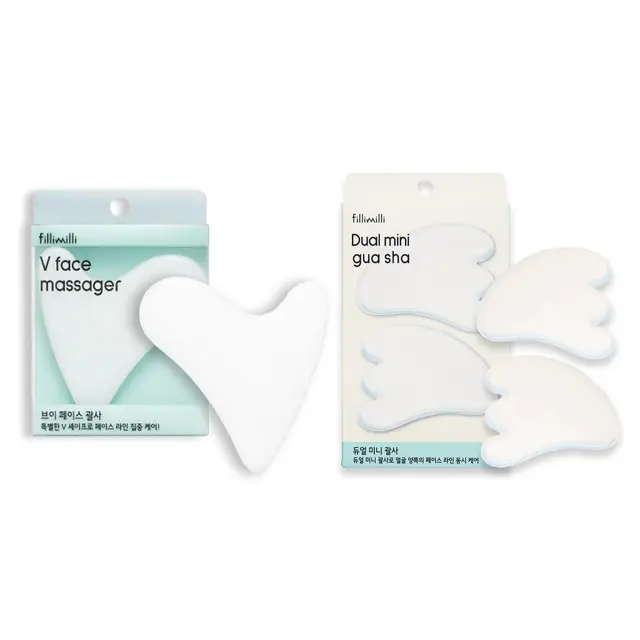 fillimilli
V face
massager
브이 페이스 괄사
특별한 V 셰이프로 페이스 라인 집중 케어!
fillimilli
Dual mini
gua sha
듀얼 미니 괄사
듀얼 미니 괄사로 얼굴 양쪽의 페이스 라인 동시 케어